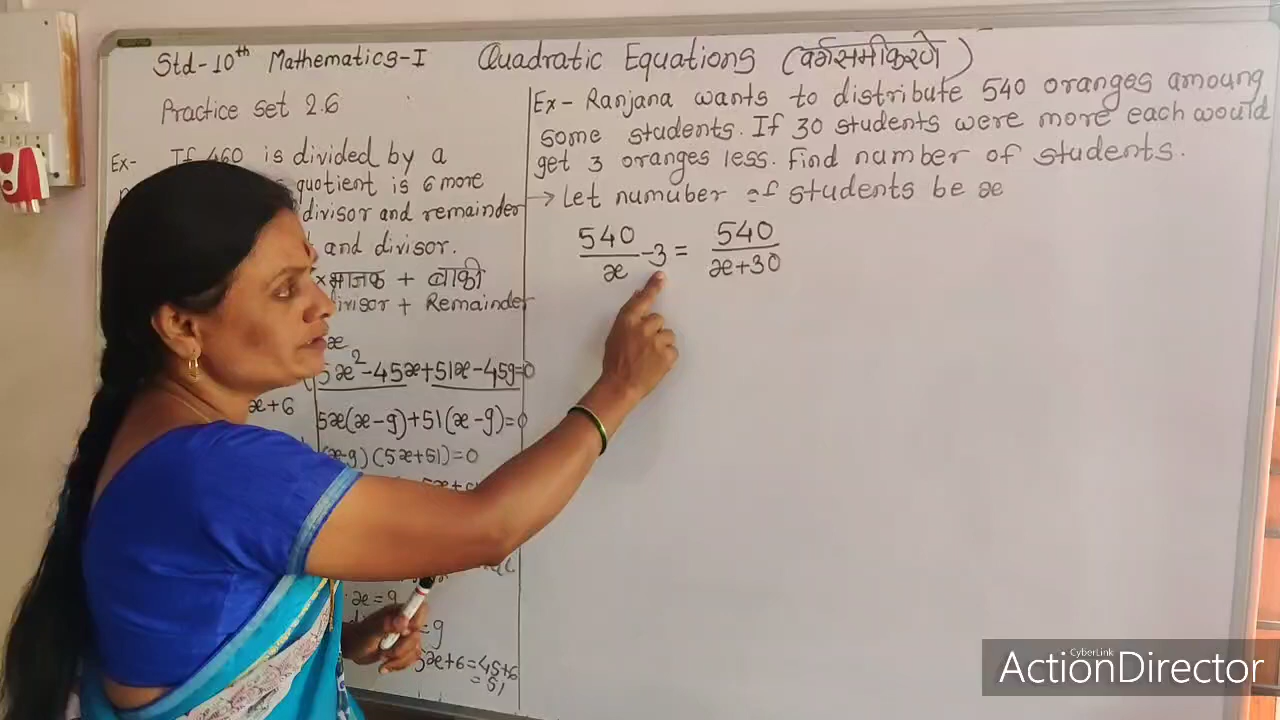 Std-10th Mathematics-I Quadratic Equations (वर्गसमीकरणे)
Practice set 2.6
Ex- If 460 is divided by a
quotient is 6 more
divisor and remainder
and divisor.
×भाजक + बाकी
+ Remainder
5x²-45x+51x-459=0
x+6
5x(x-9)+51(x-9)=0
(5x+51)=0
x=9
=9
5x+6=45+6
=51
Ex- Ranjana wants to distribute 540 oranges amoung
some students. If 30 students were more each would
get 3 oranges less. Find number of students.
→ Let numuber of students be x
540/x -3 = 540/x+30
CyberLink
ActionDirector